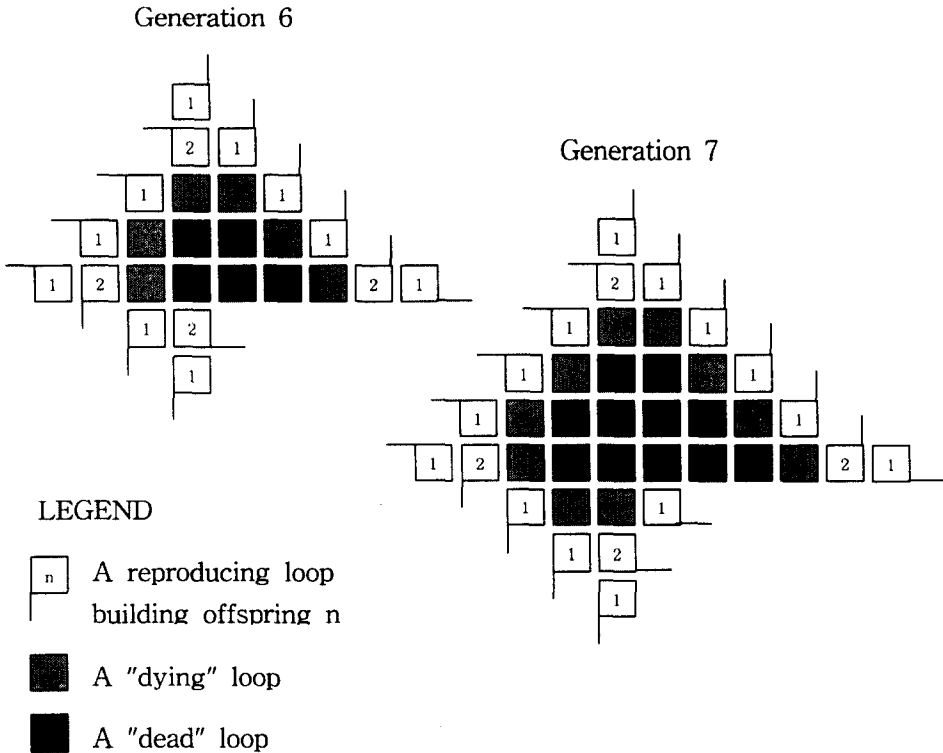 Generation 6
1
2 1
1 1
1 1
1 2 2 1
1 2
1
Generation 7
1
2 1
1 1
1 1
1 1
1 2 2 1
1 1
1 2
1
LEGEND
n A reproducing loop
building offspring n
A "dying" loop
A "dead" loop